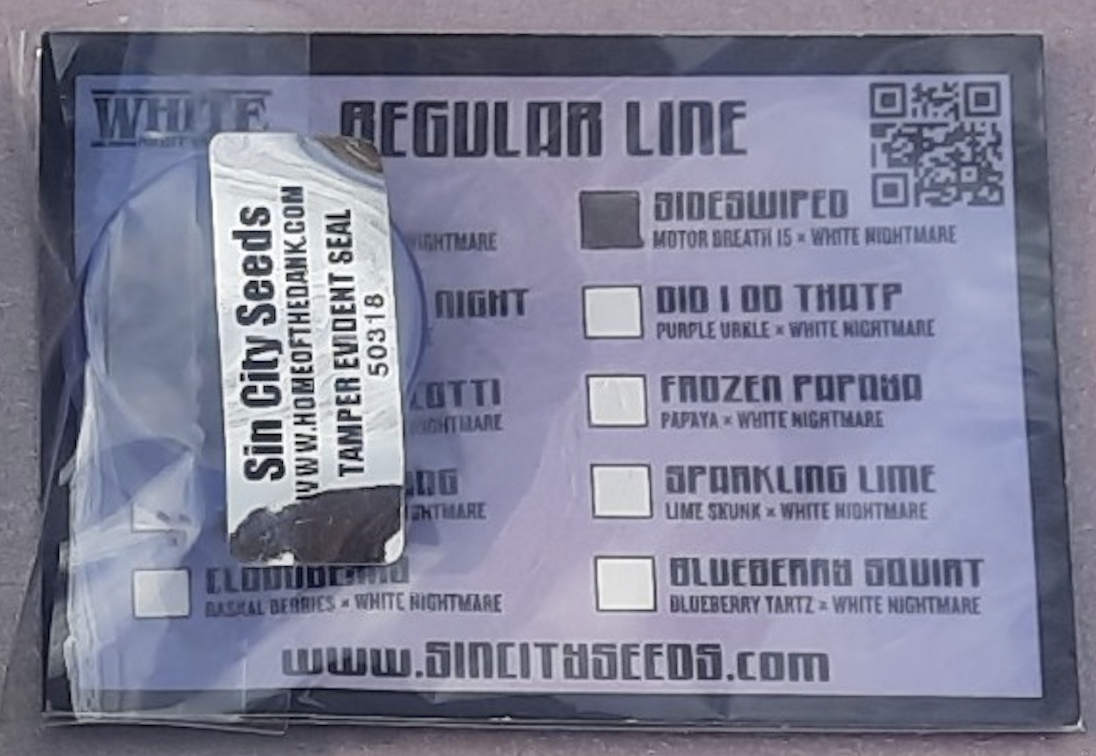 WHITE
REGULAR LINE
SIDESWIPED
NIGHTMARE
MOTOR BREATH 15 × WHITE NIGHTMARE
NIGHT
DID I DO THAT?
PURPLE URKLE × WHITE NIGHTMARE
COTTI
FROZEN PAPAYA
NIGHTMARE
PAPAYA × WHITE NIGHTMARE
SPARKLING LIME
LIME SKUNK × WHITE NIGHTMARE
BLUEBERRY SQUIRT
BASKAL BERRIES × WHITE NIGHTMARE
BLUEBERRY TARTZ × WHITE NIGHTMARE
www.SINCITYSEEDS.com
Sin City Seeds
WWW.HOMEOFTHEDANK.COM
TAMPER EVIDENT SEAL
50318